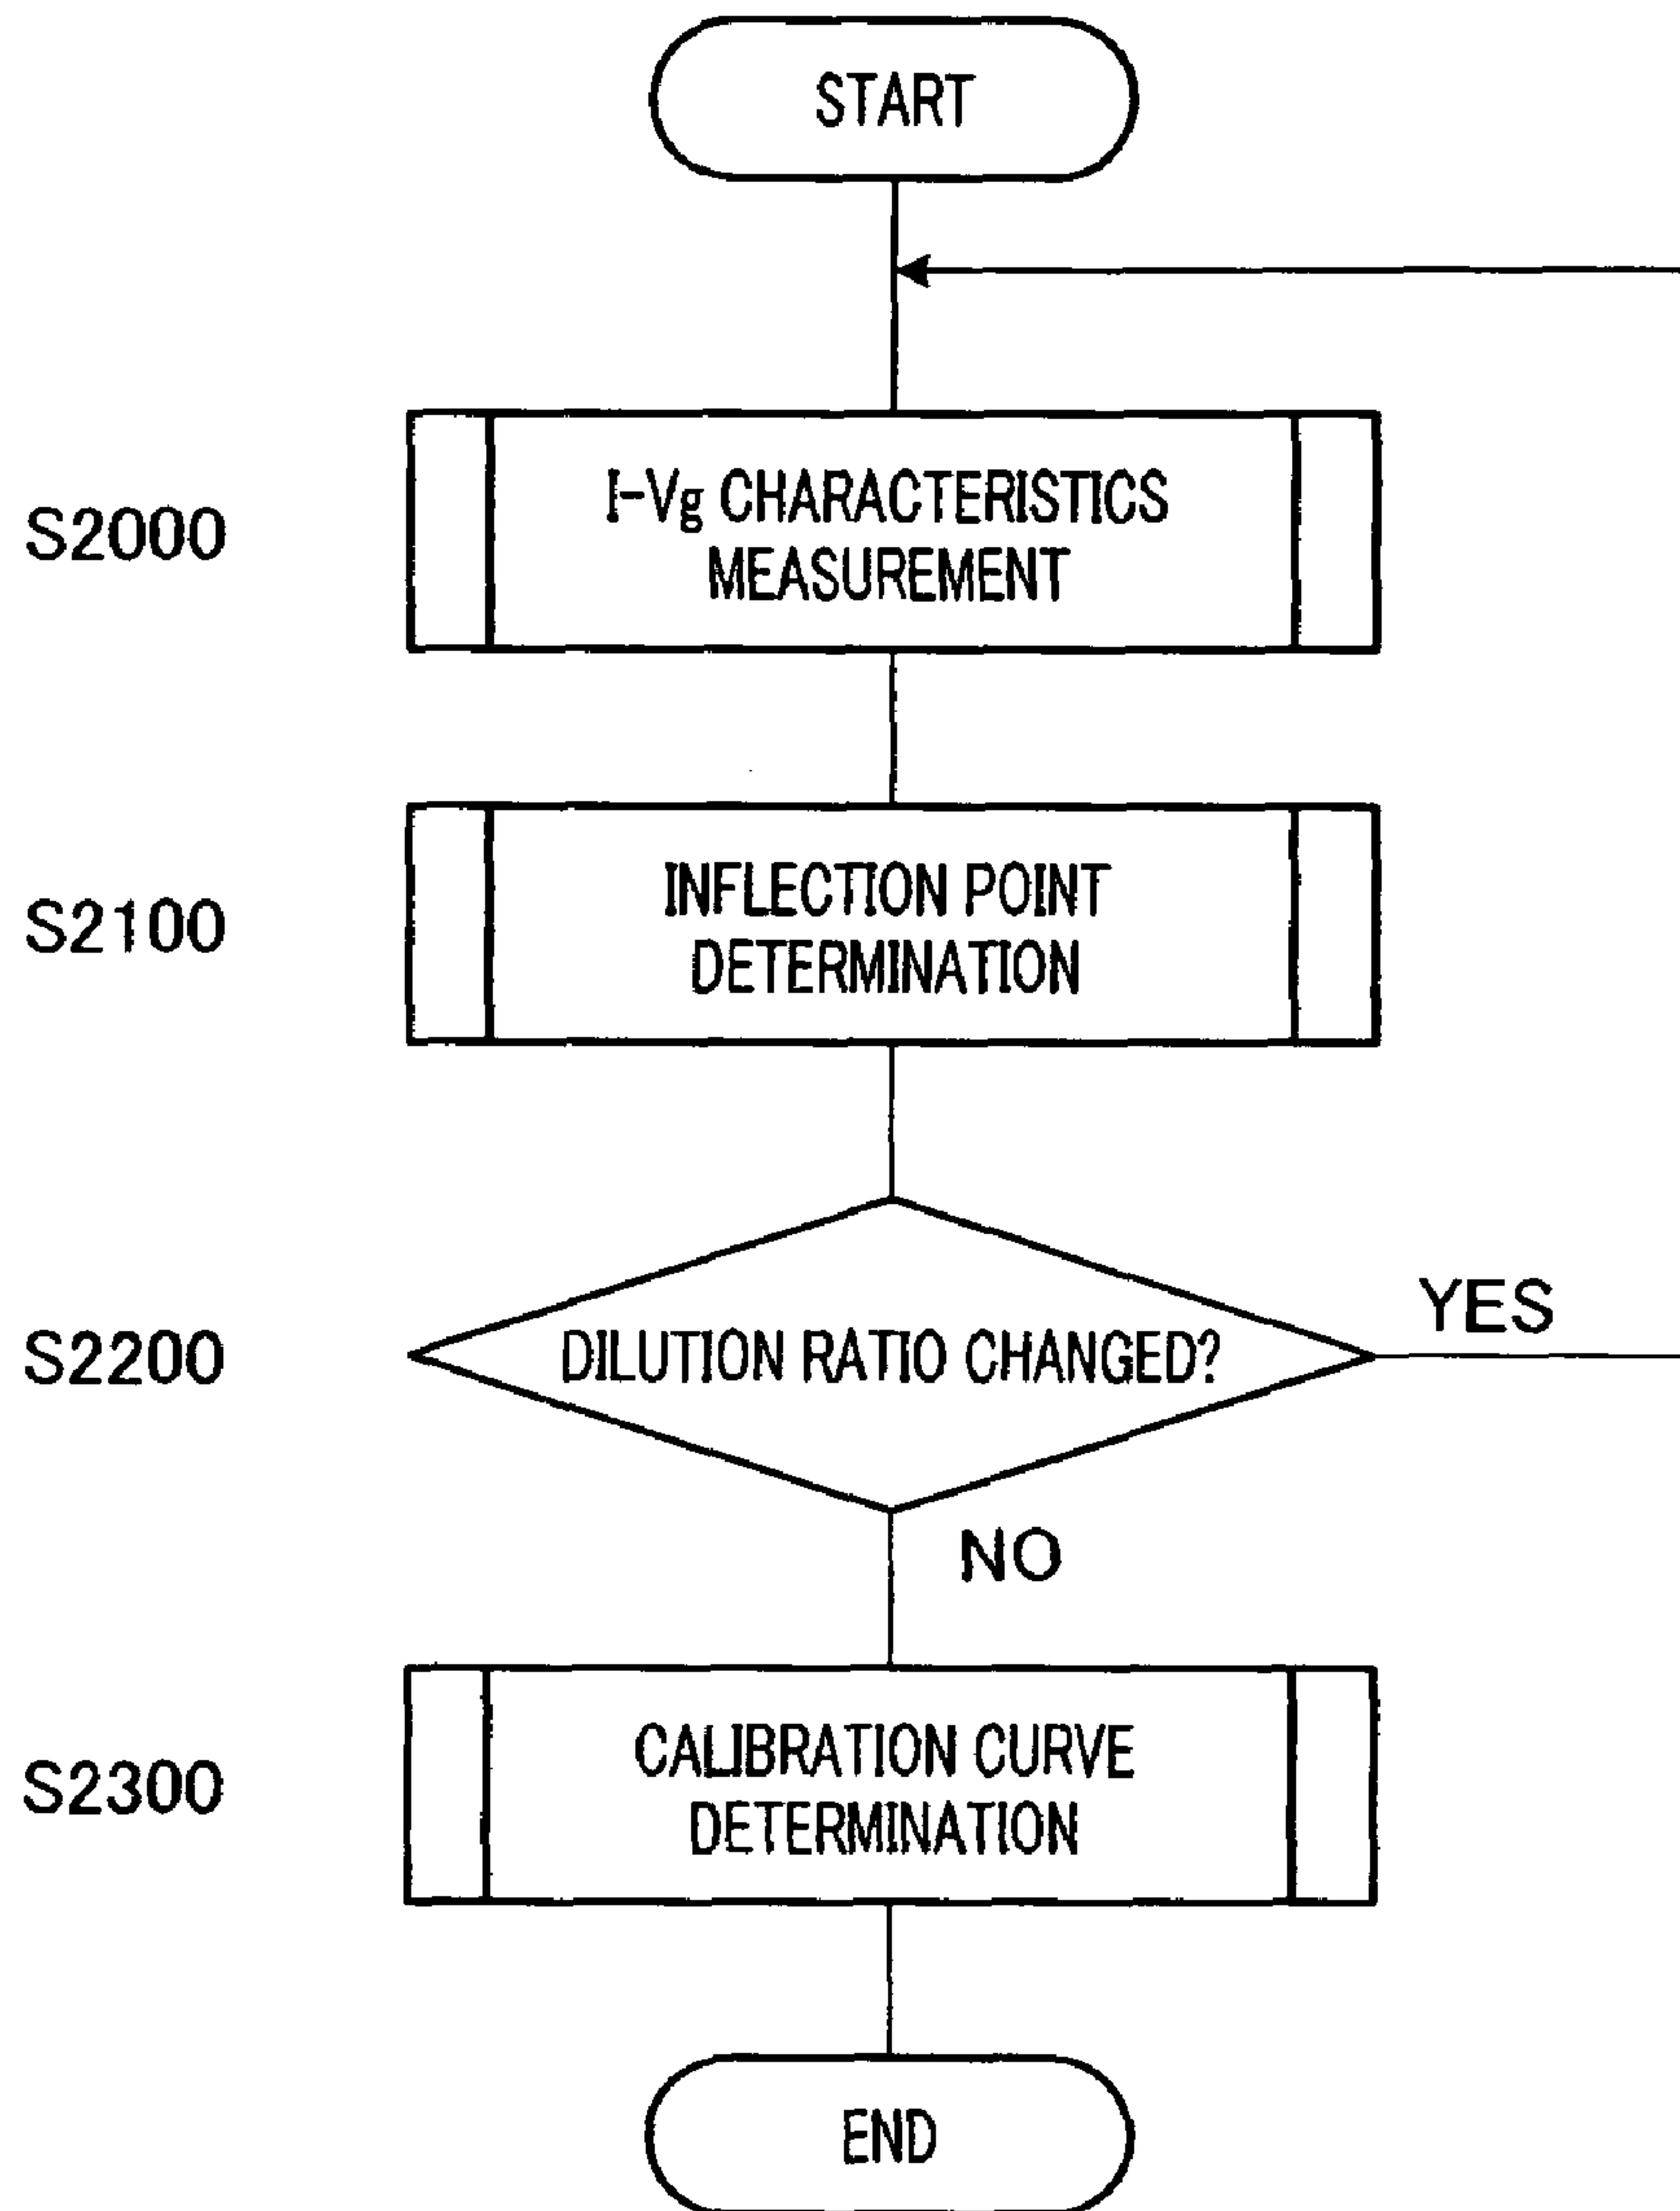 START
S2000
I-Vg CHARACTERISTICS
MEASUREMENT
S2100
INFLECTION POINT
DETERMINATION
S2200
DILUTION RATIO CHANGED?
YES
NO
S2300
CALIBRATION CURVE
DETERMINATION
END